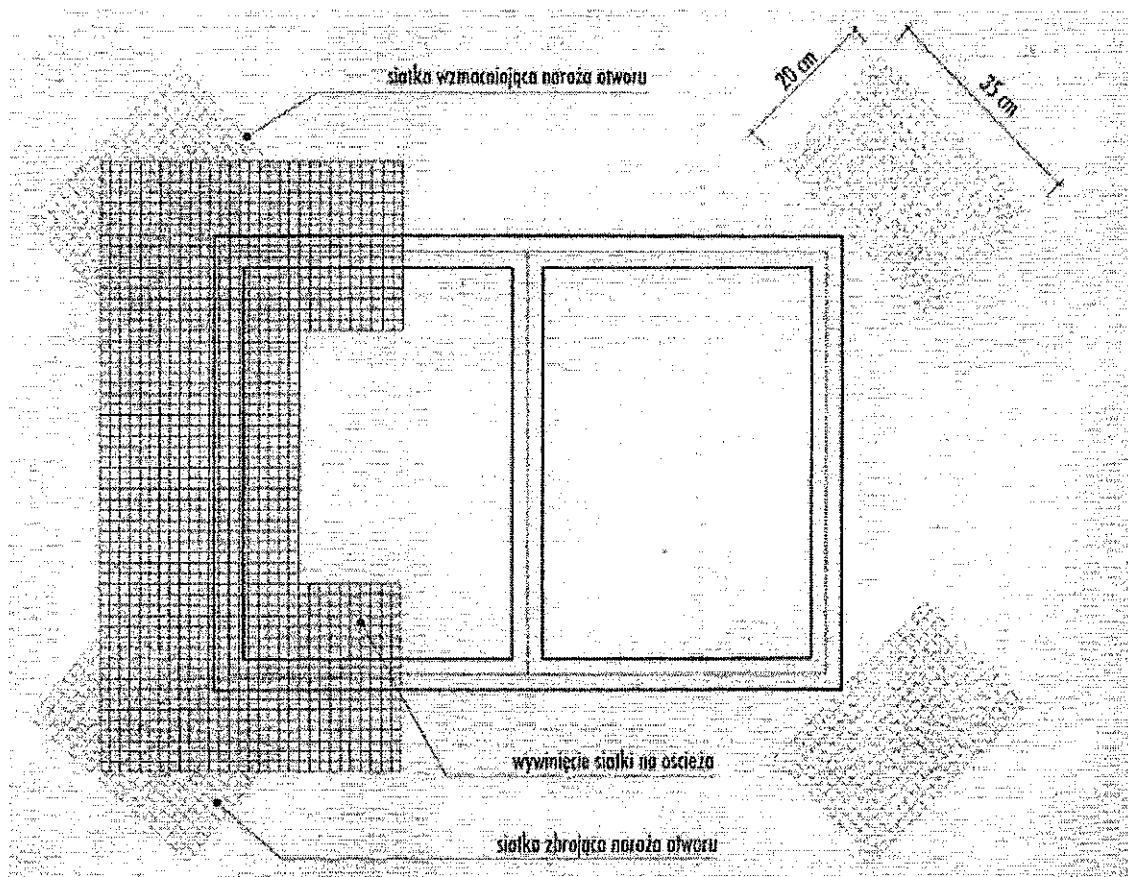 siatka wzmacniająca naroża otworu
20 cm
35 cm
wywinięcie siatki na ościeża
siatka zbrojąca naroża otworu